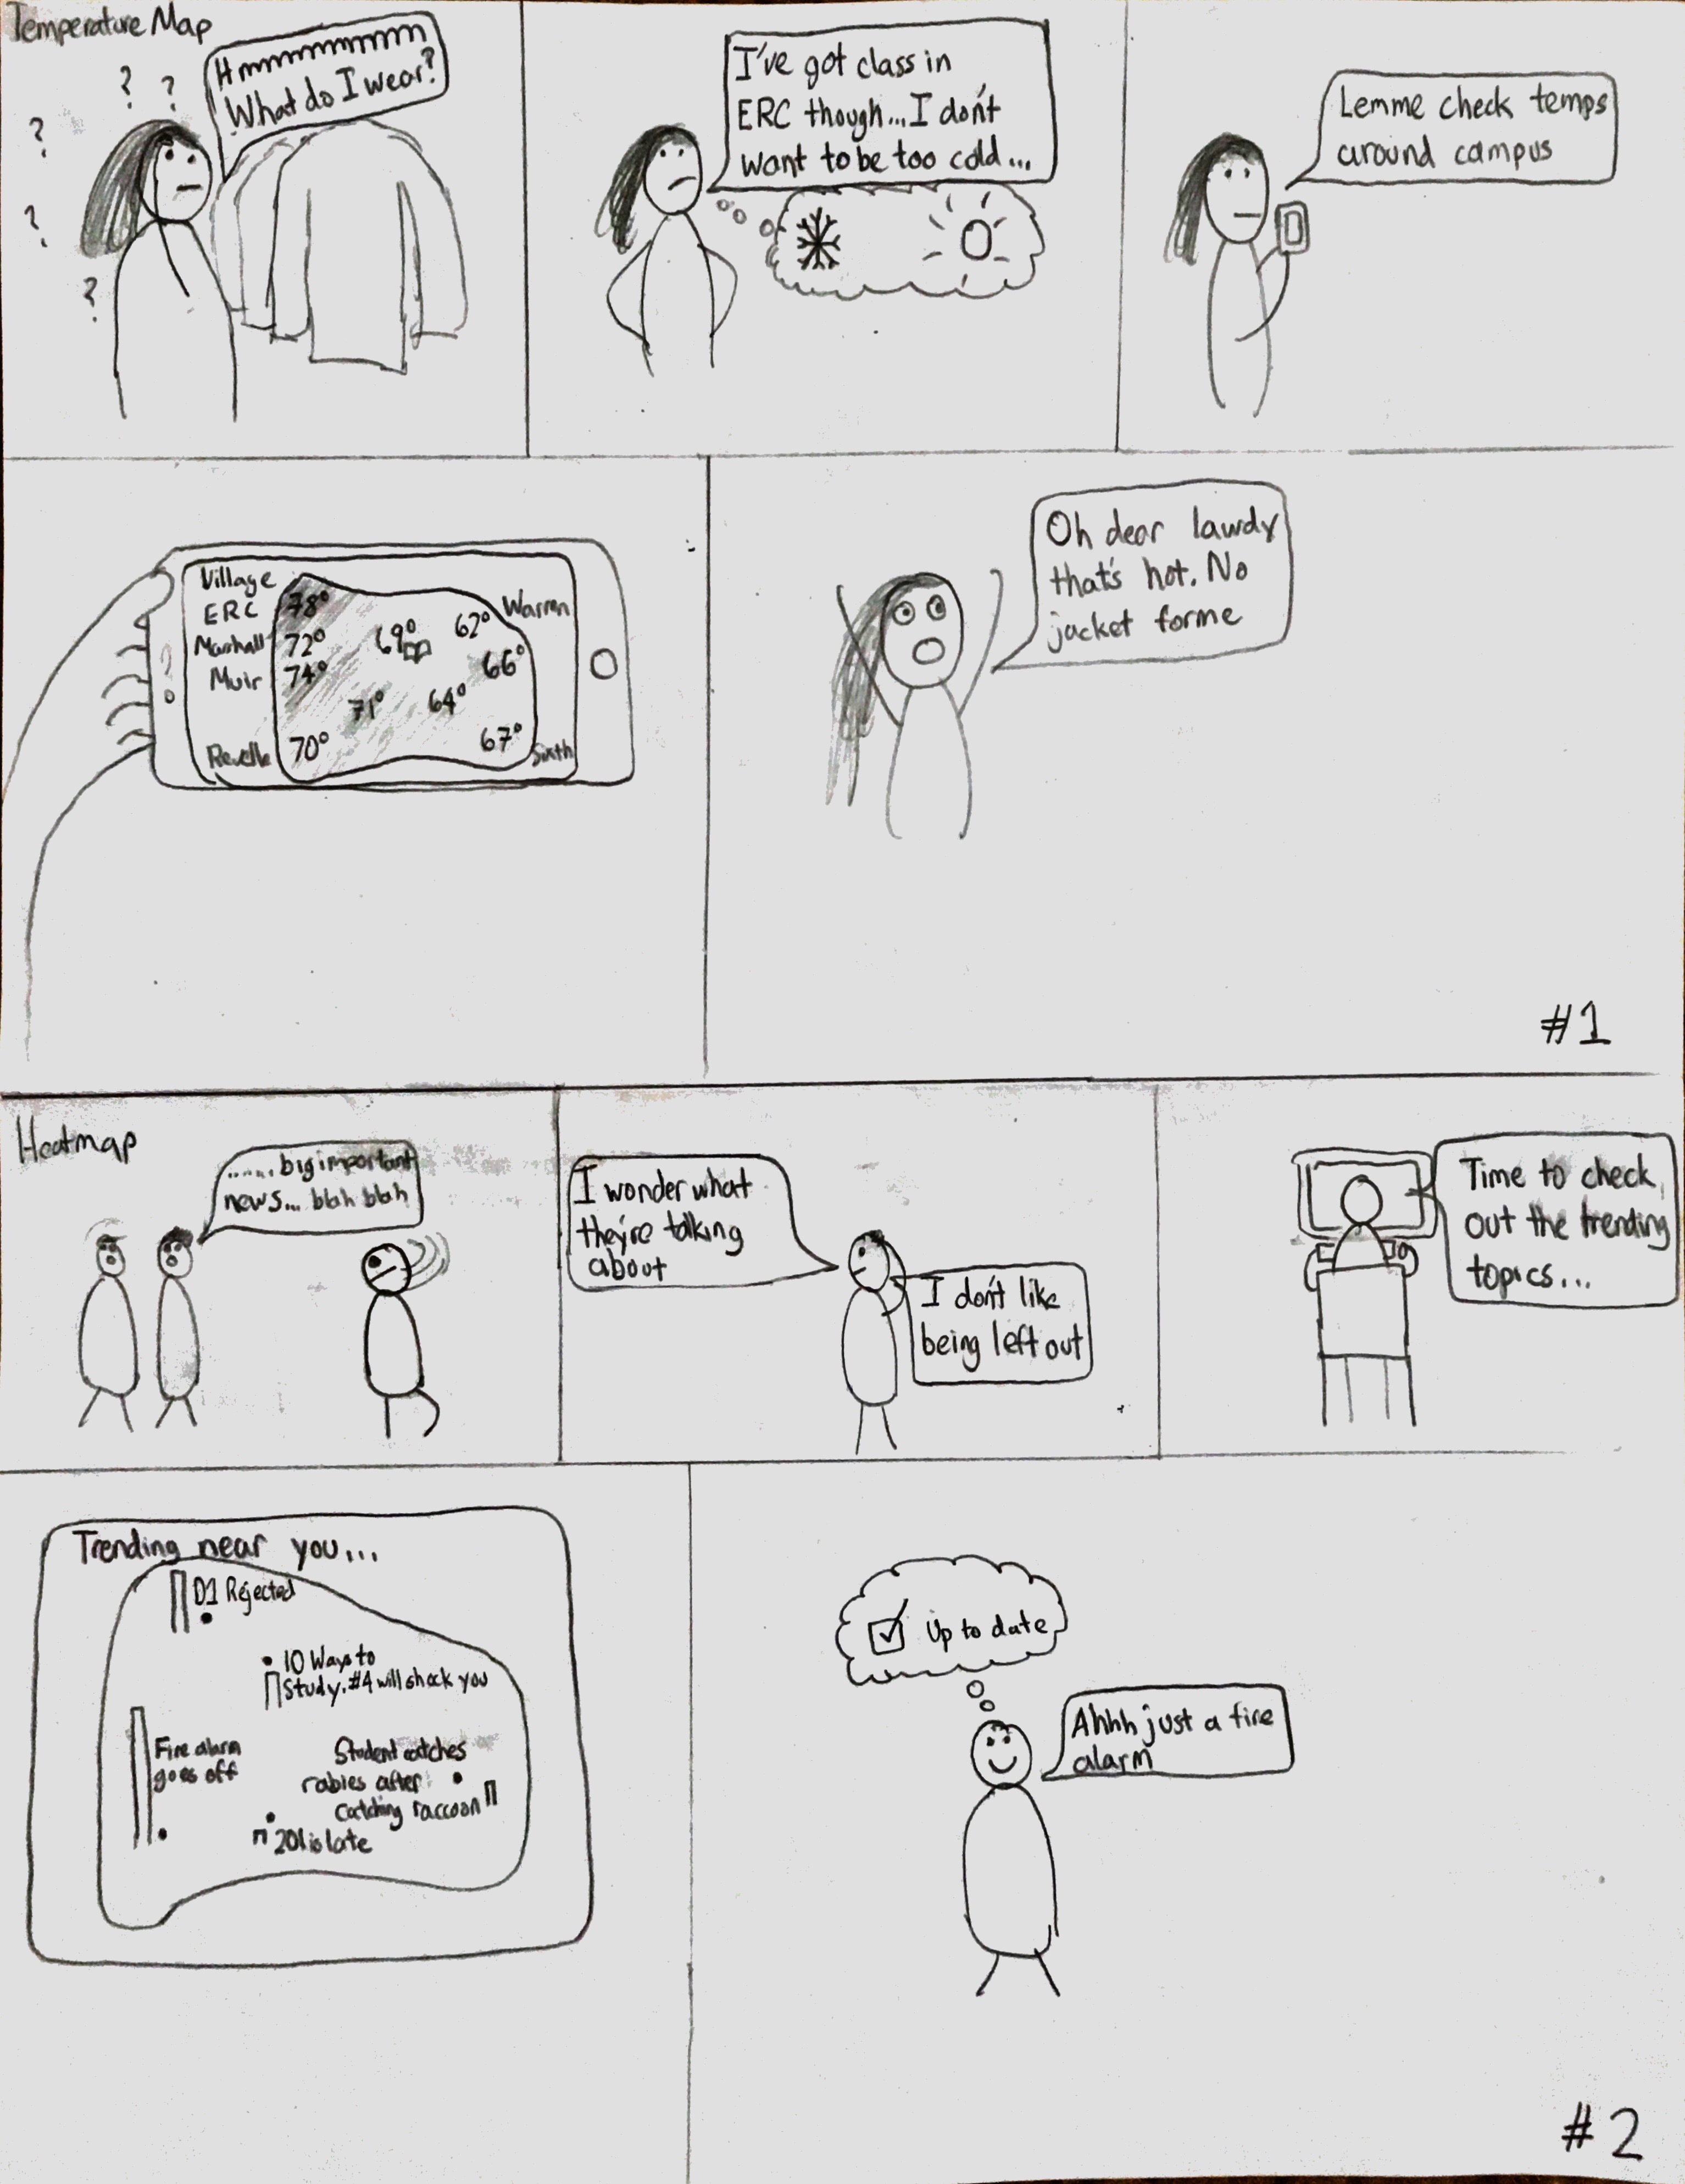 Temperature Map
? ? ? ? ?
Hmmmmmmmm
What do I wear?
I've got class in
ERC though...I don't
want to be too cold...
Lemme check temps
around campus
Village
ERC
Marshall
Muir
Revelle
78°
72°
74°
70°
69°
71°
62°
66°
64°
67°
Warren
Sixth
Oh dear lawdy
that's hot. No
jacket for me
#1
Heatmap
...... big important
news... blah blah
I wonder what
they're talking
about
I don't like
being left out
Time to check
out the trending
topics...
Trending near you...
D1 Rejected
10 Ways to
Study. #4 will shock you
Fire alarm
goes off
Student catches
rabies after
catching raccoon
201 is late
Up to date
Ahhh just a fire
alarm
#2